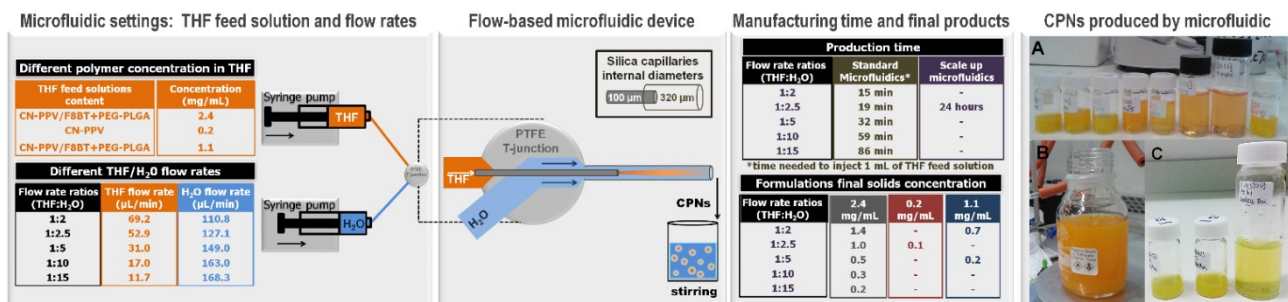 Microfluidic settings: THF feed solution and flow rates
Different polymer concentration in THF
THF feed solutions content Concentration (mg/mL)
CN-PPV/F8BT+PEG-PLGA 2.4
CN-PPV 0.2
CN-PPV/F8BT+PEG-PLGA 1.1
Different THF/H₂O flow rates
Flow rate ratios (THF:H₂O) THF flow rate (µL/min) H₂O flow rate (µL/min)
1:2 69.2 110.8
1:2.5 52.9 127.1
1:5 31.0 149.0
1:10 17.0 163.0
1:15 11.7 168.3
Syringe pump
THF
Syringe pump
H₂O
Flow-based microfluidic device
Silica capillaries internal diameters
100 µm 320 µm
PTFE
T-junction
THF
H₂O
CPNs
stirring
Manufacturing time and final products
Production time
Flow rate ratios (THF:H₂O) Standard Microfluidics* Scale up microfluidics
1:2 15 min -
1:2.5 19 min 24 hours
1:5 32 min -
1:10 59 min -
1:15 86 min -
*time needed to inject 1 mL of THF feed solution
Formulations final solids concentration
Flow rate ratios (THF:H₂O) 2.4 mg/mL 0.2 mg/mL 1.1 mg/mL
1:2 1.4 - 0.7
1:2.5 1.0 0.1 -
1:5 0.5 - 0.2
1:10 0.3 - -
1:15 0.2 - -
CPNs produced by microfluidic
A
B
C